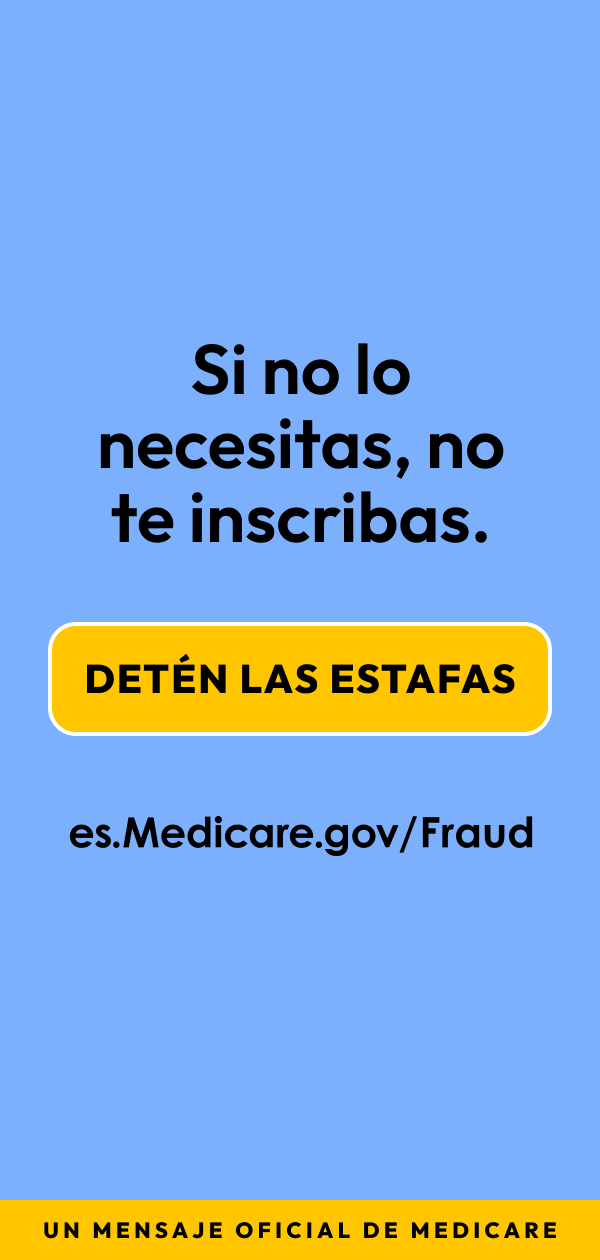 Si no lo
necesitas, no
te inscribas.
DETÉN LAS ESTAFAS
es.Medicare.gov/Fraud
UN MENSAJE OFICIAL DE MEDICARE